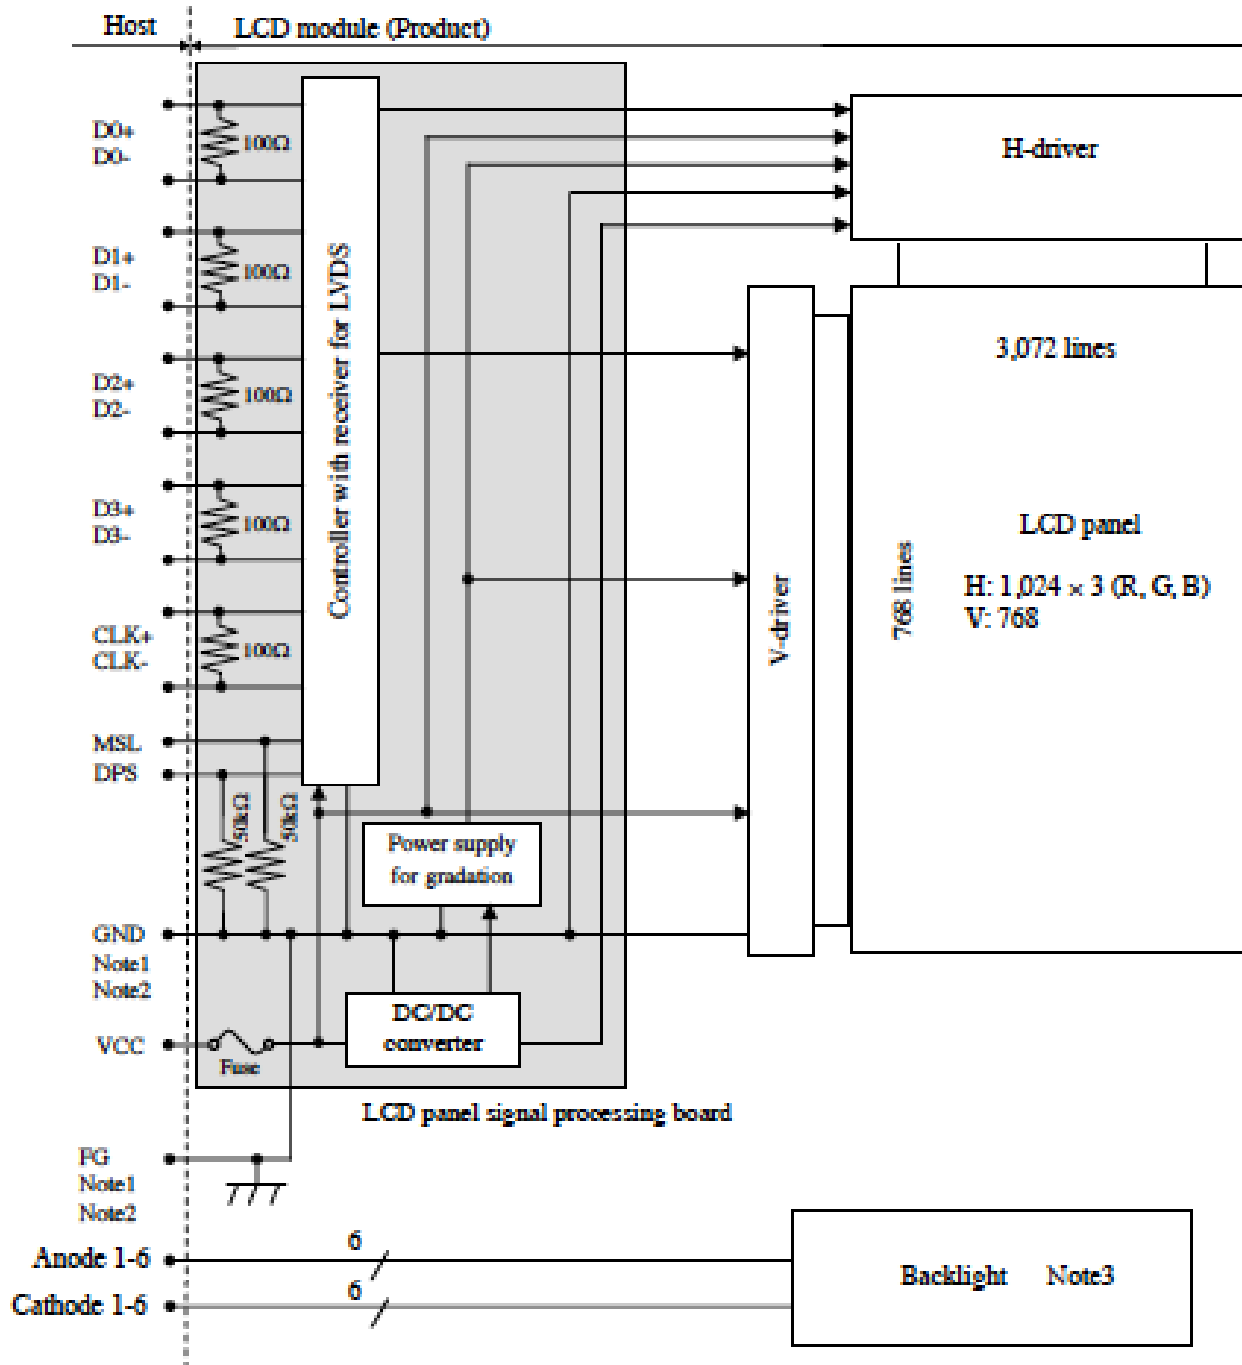 Host
LCD module (Product)
D0+
D0-
100Ω
H-driver
D1+
D1-
100Ω
Controller with receiver for LVDS
3,072 lines
D2+
D2-
100Ω
D3+
D3-
100Ω
LCD panel
H: 1,024 × 3 (R, G, B)
V: 768
768 lines
V-driver
CLK+
CLK-
100Ω
MSL
DPS
50kΩ
50kΩ
Power supply
for gradation
GND
Note1
Note2
DC/DC
converter
VCC
Fuse
LCD panel signal processing board
FG
Note1
Note2
Anode 1-6
6
Cathode 1-6
6
Backlight Note3